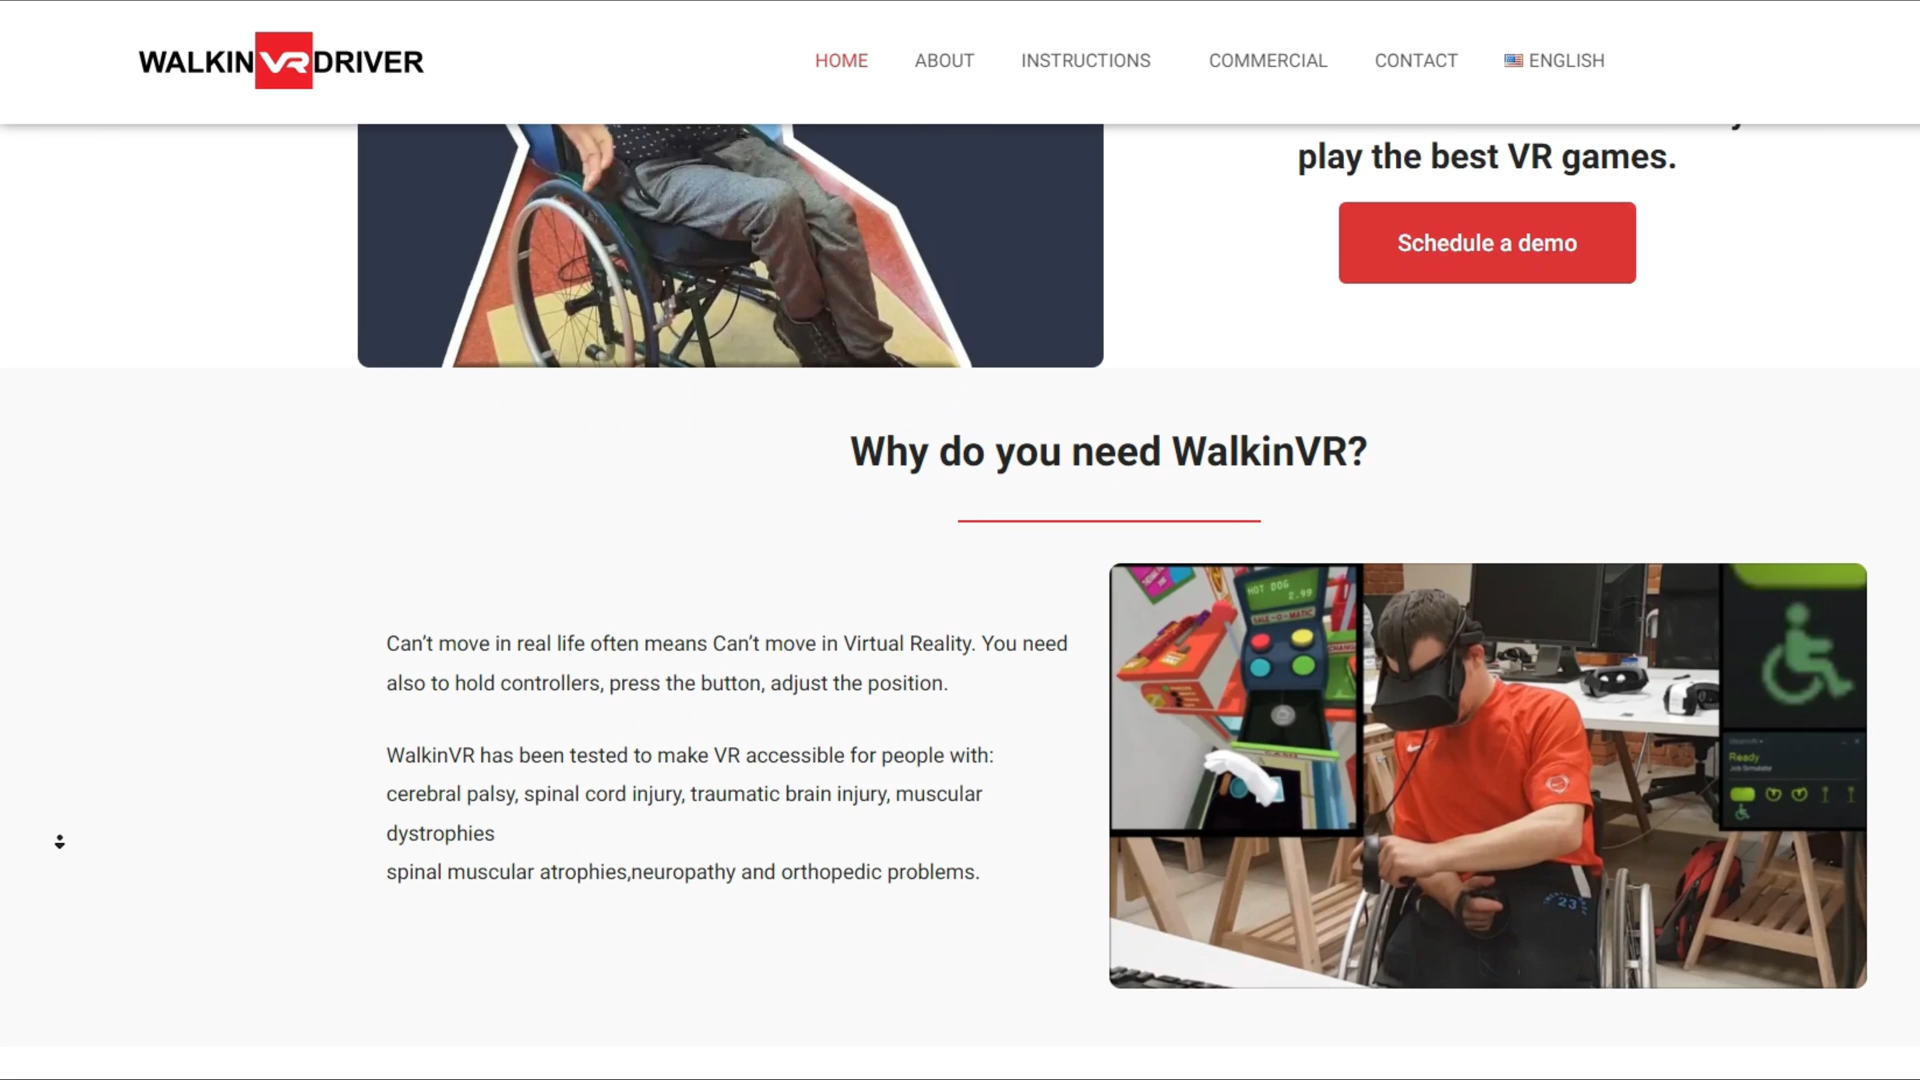 WALKIN VR DRIVER
HOME ABOUT INSTRUCTIONS COMMERCIAL CONTACT ENGLISH
play the best VR games.
Schedule a demo
Why do you need WalkinVR?
Can’t move in real life often means Can’t move in Virtual Reality. You need
also to hold controllers, press the button, adjust the position.
WalkinVR has been tested to make VR accessible for people with:
cerebral palsy, spinal cord injury, traumatic brain injury, muscular
dystrophies
spinal muscular atrophies,neuropathy and orthopedic problems.
HOT DOG
2.99
SALE-O-MATIC
Ready
Job Simulator
23